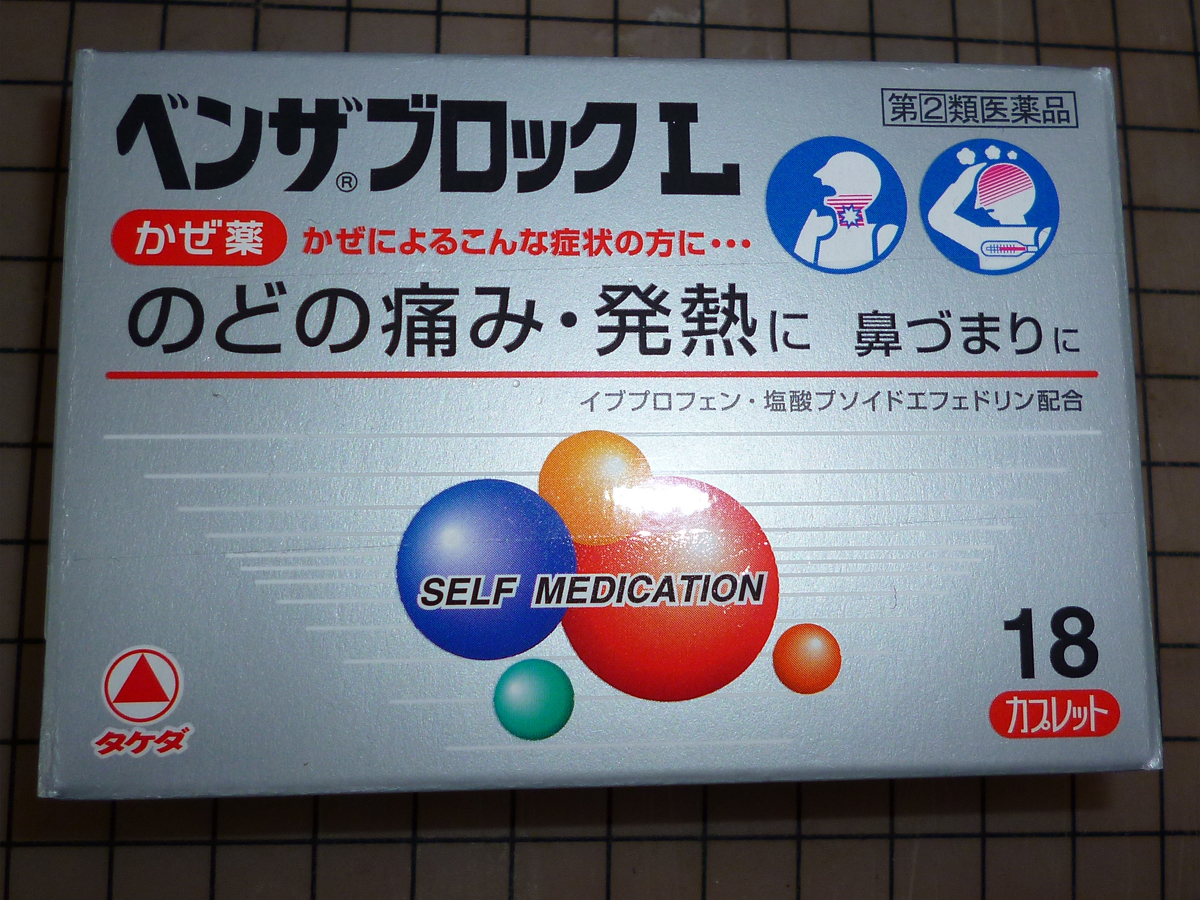 第②類医薬品
ベンザ®ブロックL
かぜ薬 かぜによるこんな症状の方に・・・
のどの痛み・発熱に 鼻づまりに
イブプロフェン・塩酸プソイドエフェドリン配合
SELF MEDICATION
18
カプレット
タケダ